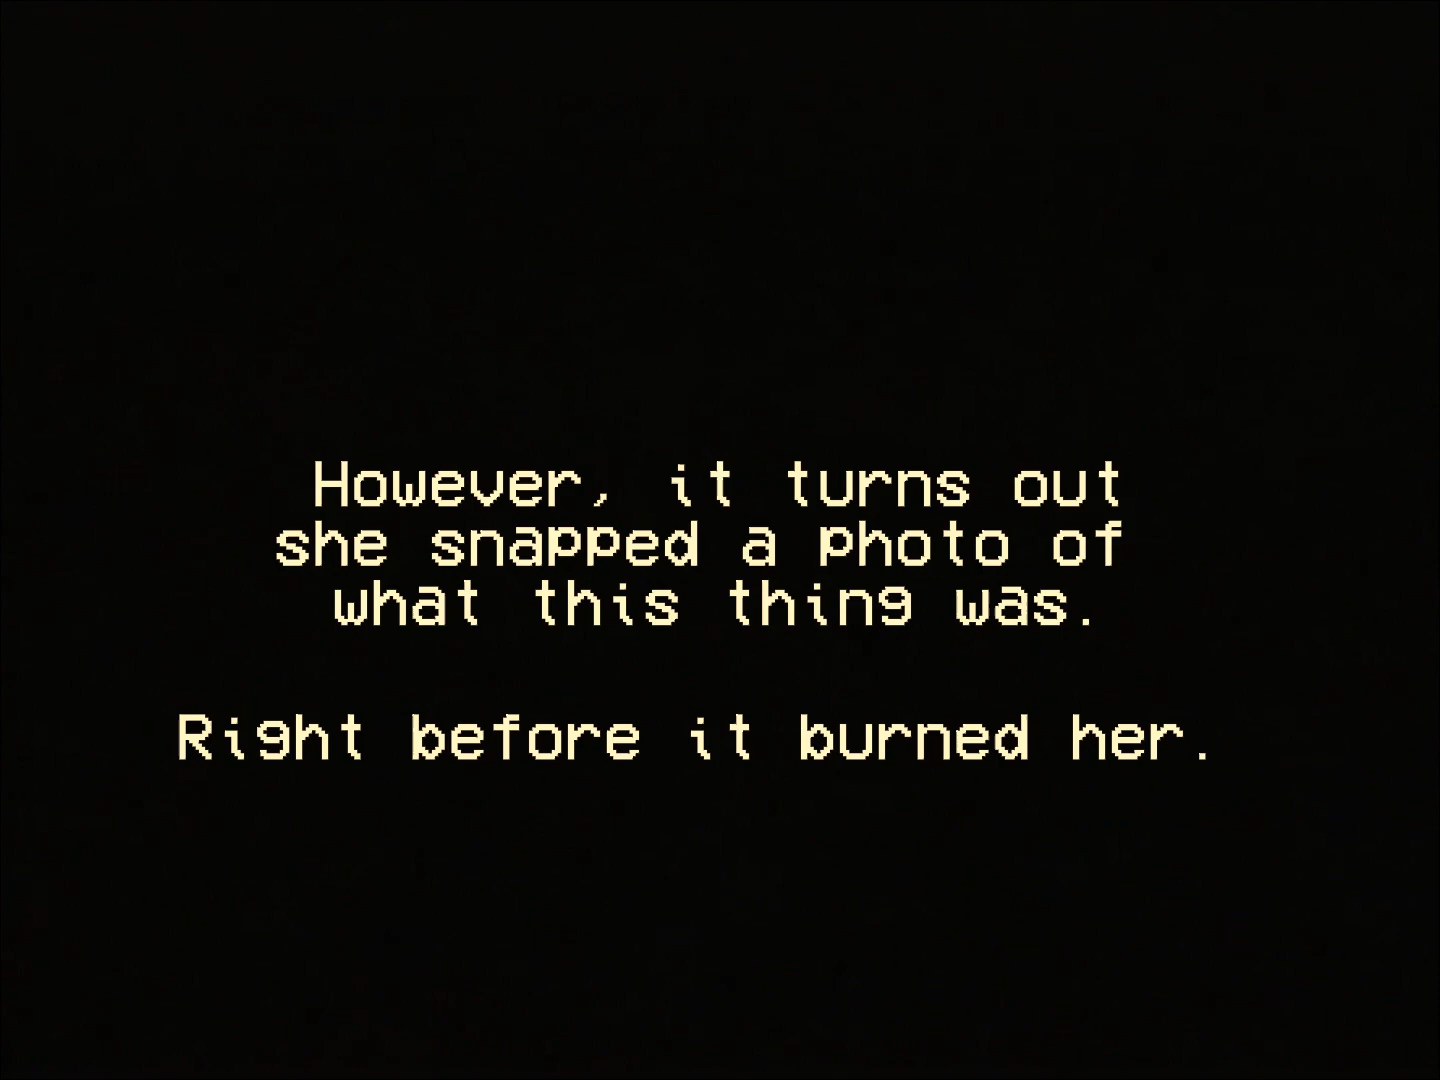 However, it turns out
she snapped a photo of
what this thing was.
Right before it burned her.